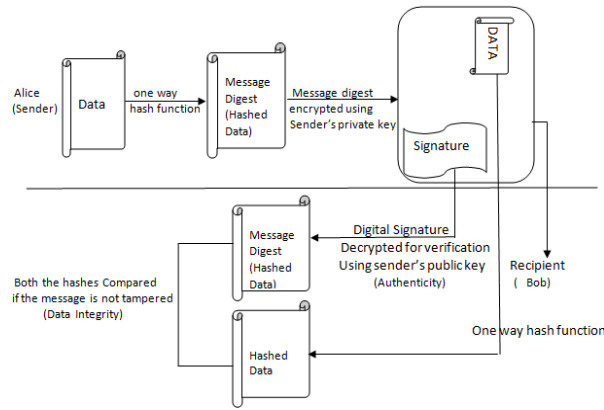 Alice
(Sender)
Data
one way
hash function
Message
Digest
(Hashed
Data)
Message digest
encrypted using
Sender's private key
DATA
Signature
Digital Signature
Decrypted for verification
Using sender's public key
(Authenticity)
Message
Digest
(Hashed
Data)
Both the hashes Compared
if the message is not tampered
(Data Integrity)
Recipient
( Bob)
One way hash function
Hashed
Data